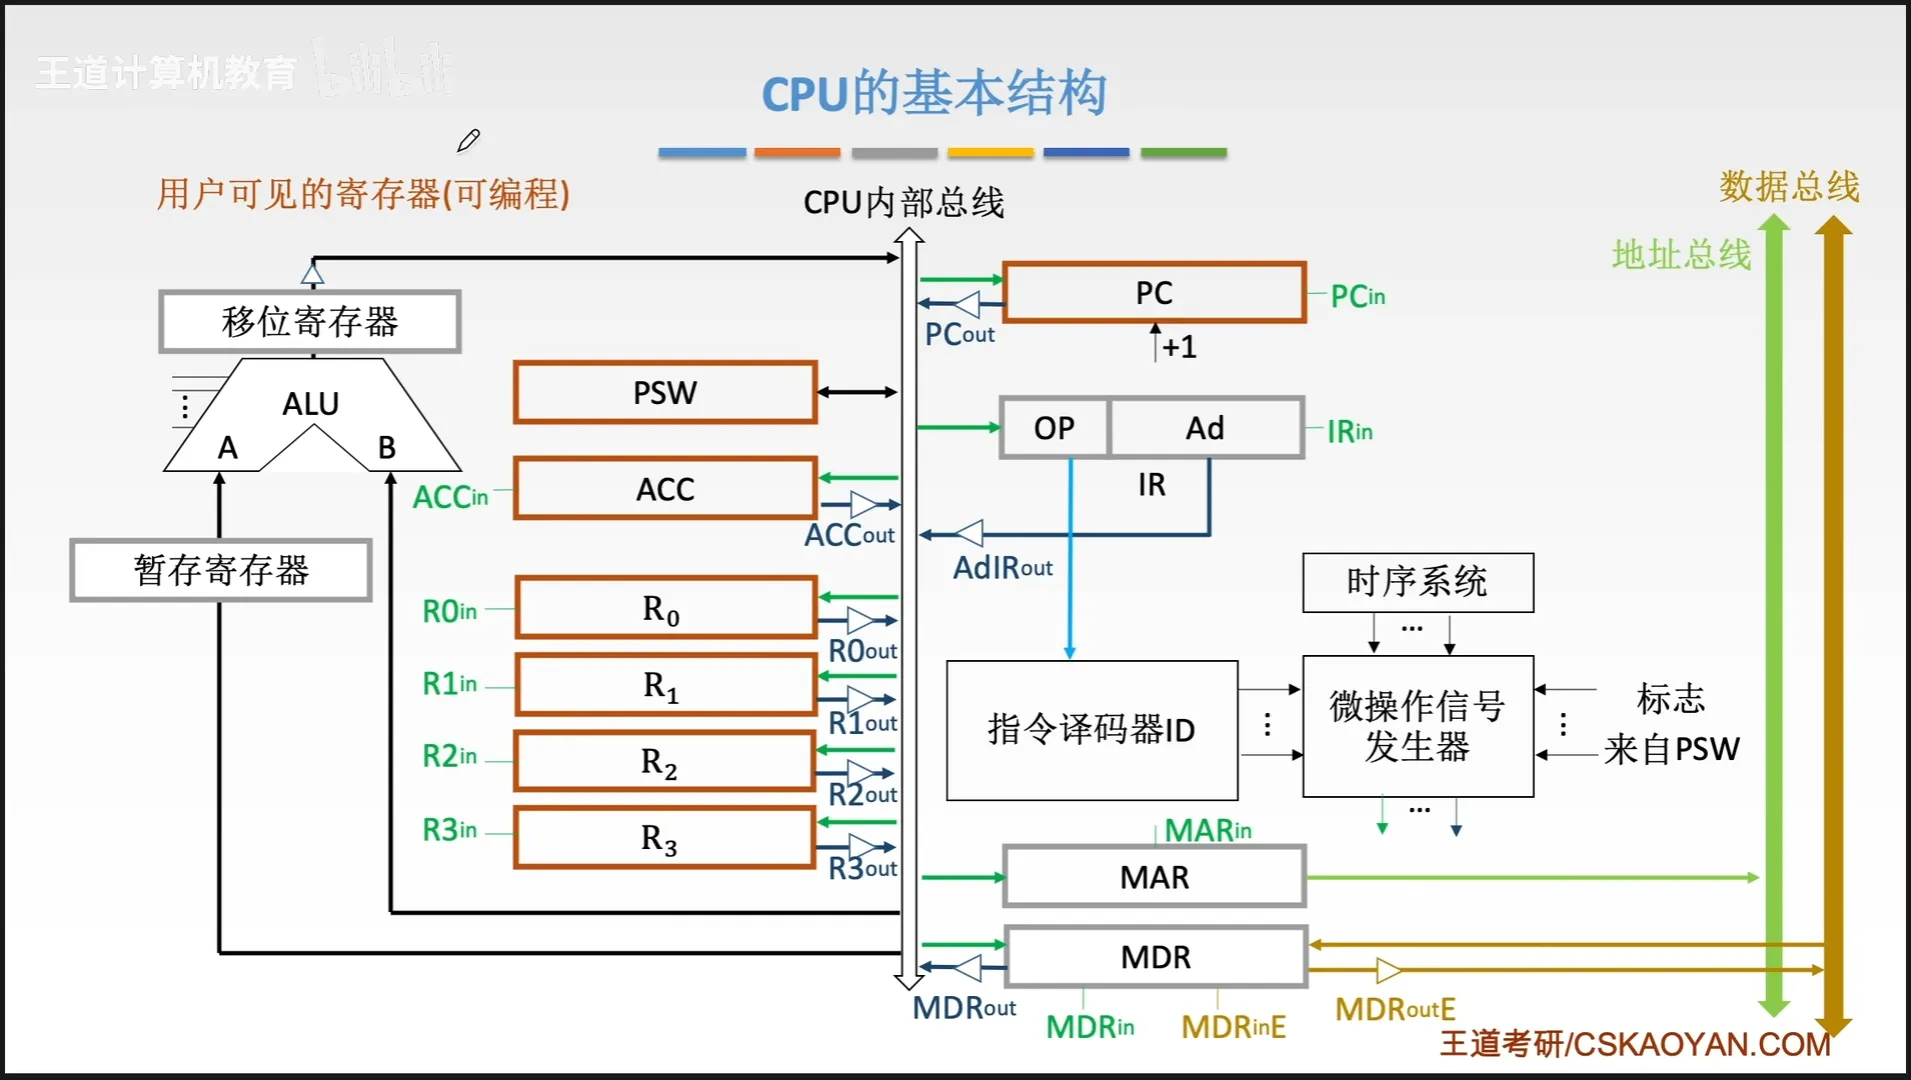 王道计算机教育 bilibili
CPU的基本结构
用户可见的寄存器(可编程)
CPU内部总线
数据总线
地址总线
移位寄存器
PC
PCin
PCout
+1
ALU
A
B
PSW
OP
Ad
IRin
IR
ACCin
ACC
ACCout
AdIRout
暂存寄存器
时序系统
...
R0in
R0
R0out
R1in
R1
R1out
指令译码器ID
⋮
微操作信号
发生器
⋮
标志
来自PSW
R2in
R2
R2out
...
R3in
R3
R3out
MARin
MAR
MDR
MDRout
MDRin
MDRinE
MDRoutE
王道考研/CSKAOYAN.COM